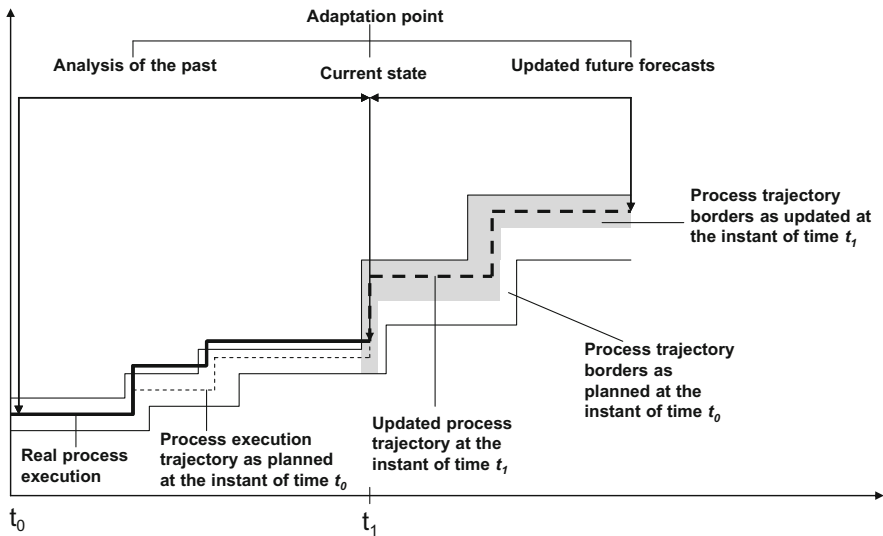 Adaptation point
Analysis of the past
Current state
Updated future forecasts
Process trajectory
borders as updated at
the instant of time t1
Process trajectory
borders as
planned at the
instant of time t0
Updated process
trajectory at the
instant of time t1
Process execution
trajectory as planned
at the instant of time t0
Real process
execution
t0
t1